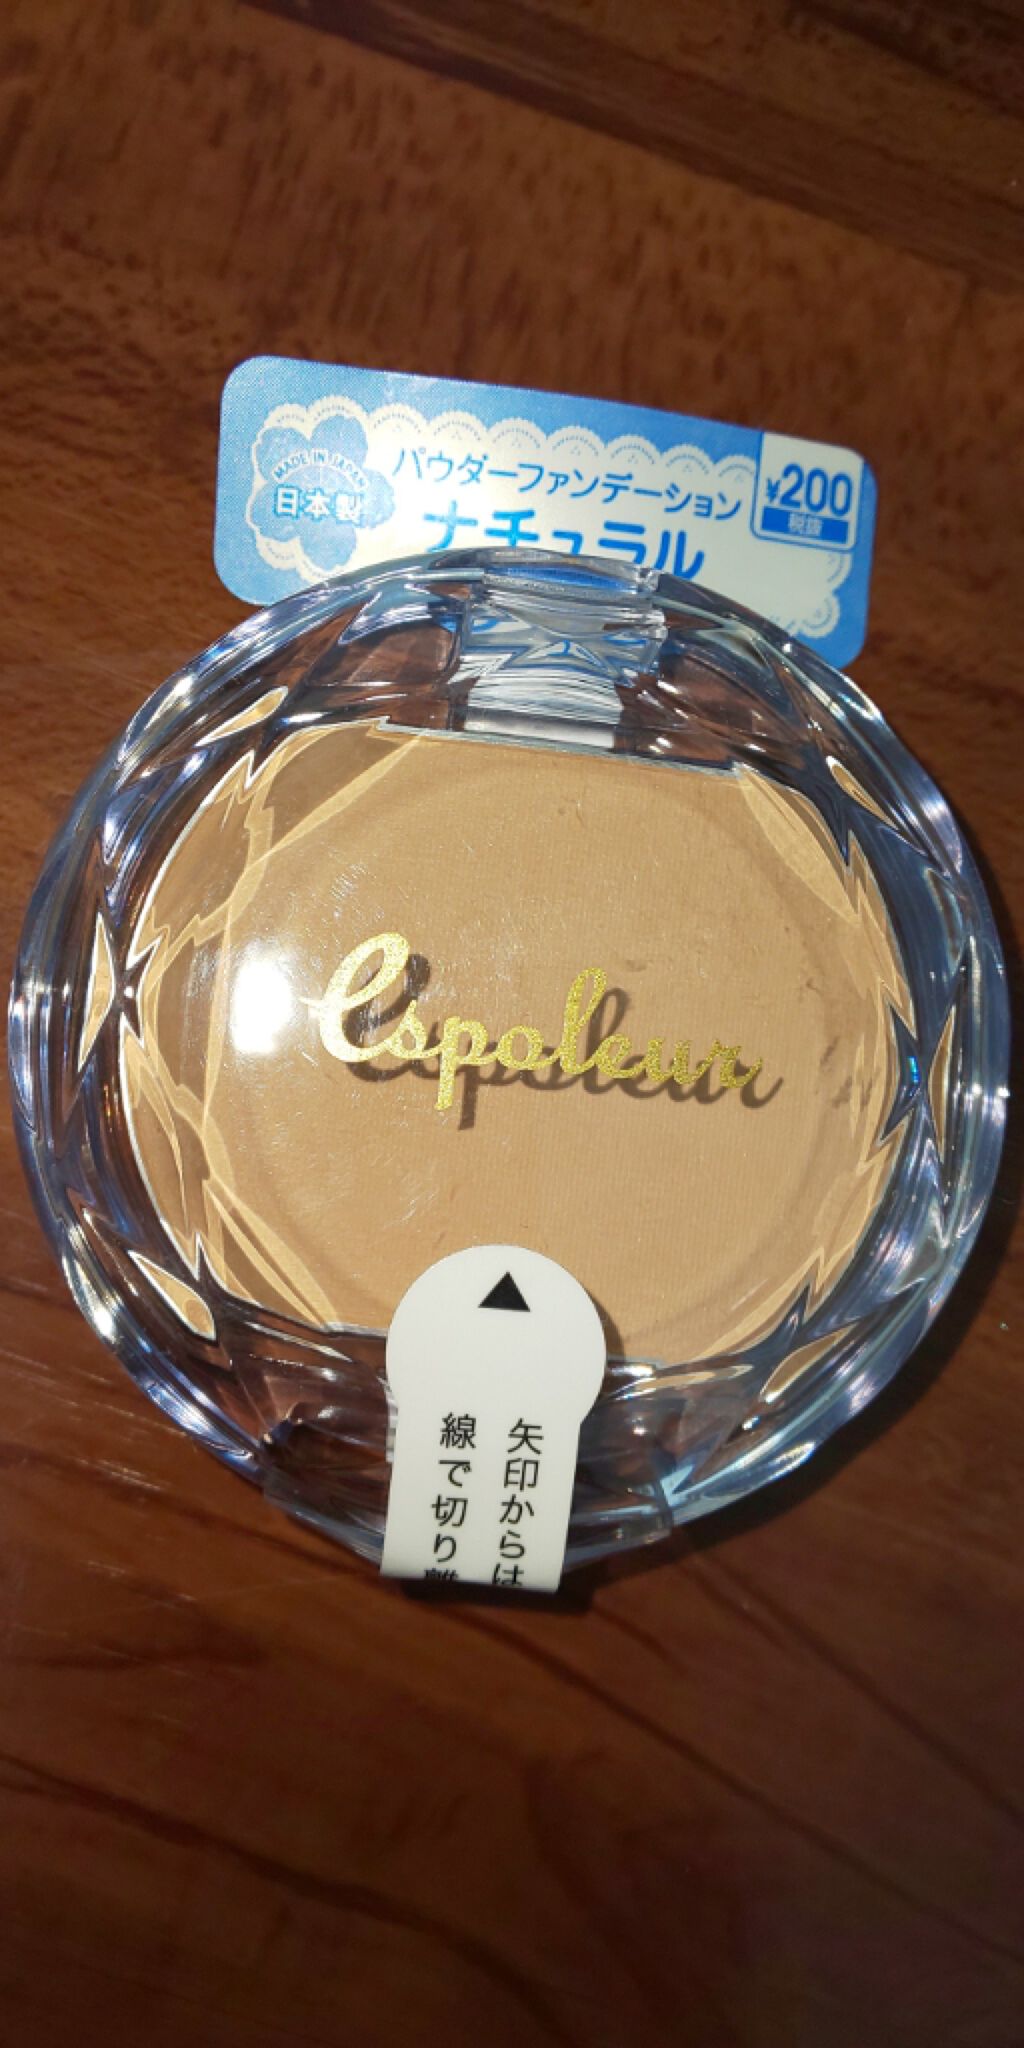 MADE IN JAPAN
日本製
パウダーファンデーション
ナチュラル
¥200
税抜
Espoleur
矢印からは
線で切り離